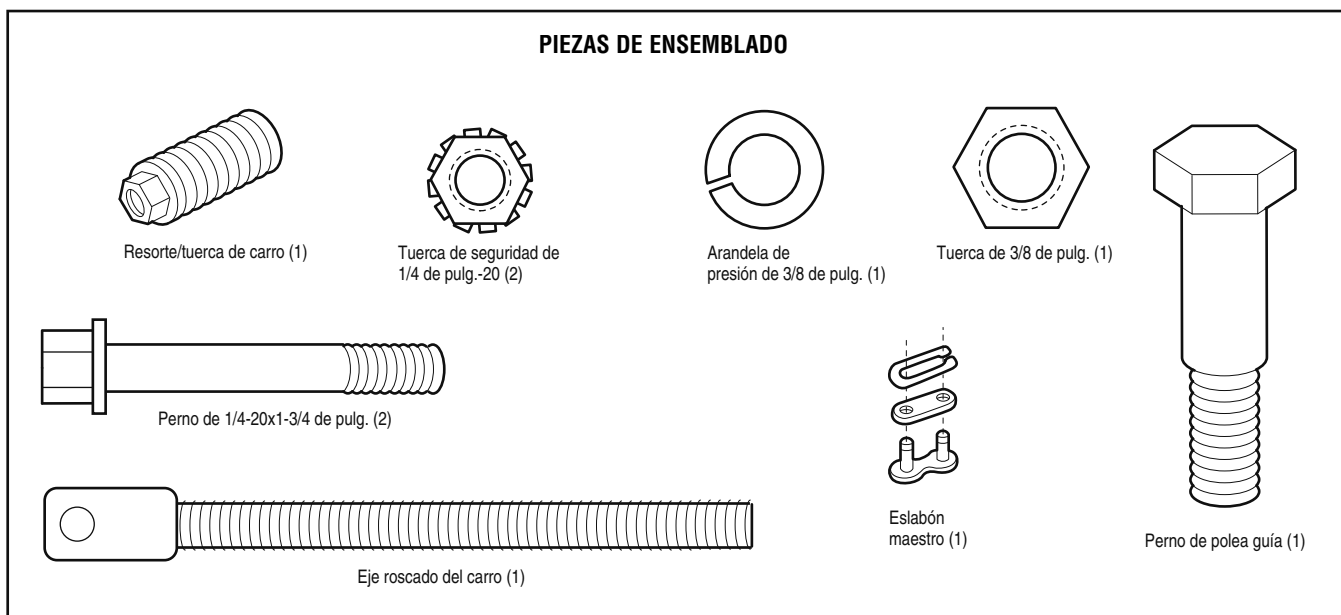 PIEZAS DE ENSEMBLADO
Resorte/tuerca de carro (1)
Tuerca de seguridad de
1/4 de pulg.-20 (2)
Arandela de
presión de 3/8 de pulg. (1)
Tuerca de 3/8 de pulg. (1)
Perno de 1/4-20x1-3/4 de pulg. (2)
Eslabón
maestro (1)
Perno de polea guía (1)
Eje roscado del carro (1)